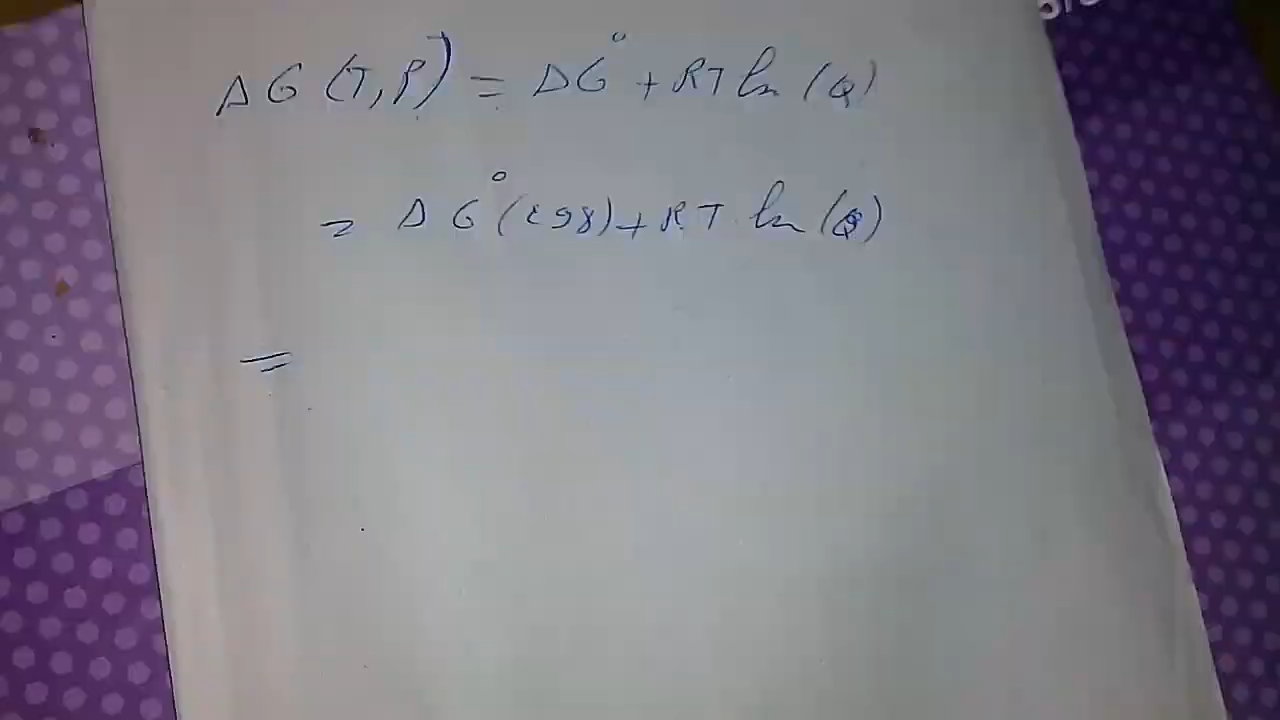 ΔG (T, P) = ΔG° + RT ln (Q)
= ΔG° (298) + RT ln (Q)
=